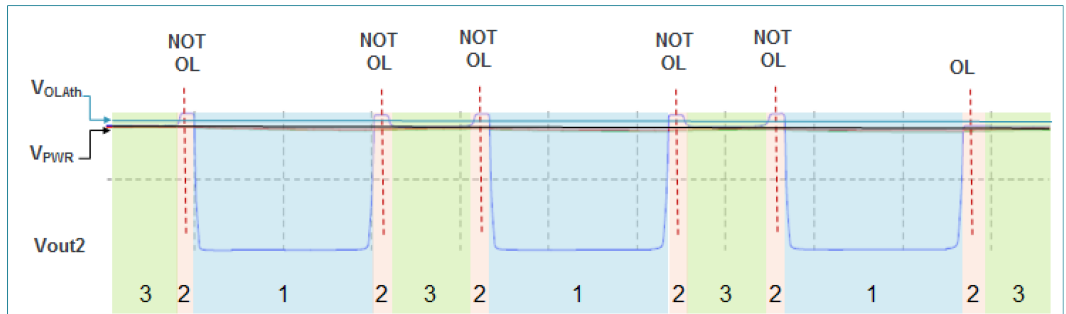 NOT OL
NOT OL
NOT OL
NOT OL
NOT OL
OL
VOLAth
VPWR
Vout2
3 2 1 2 3 2 1 2 3 2 1 2 3